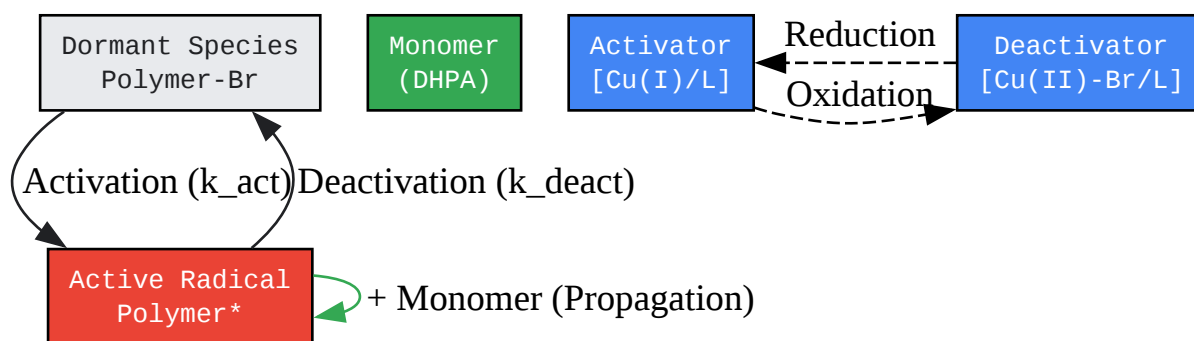 Dormant Species
Polymer-Br
Monomer
(DHPA)
Activator
[Cu(I)/L]
Reduction
Oxidation
Deactivator
[Cu(II)-Br/L]
Activation (k_act)
Deactivation (k_deact)
Active Radical
Polymer*
+ Monomer (Propagation)